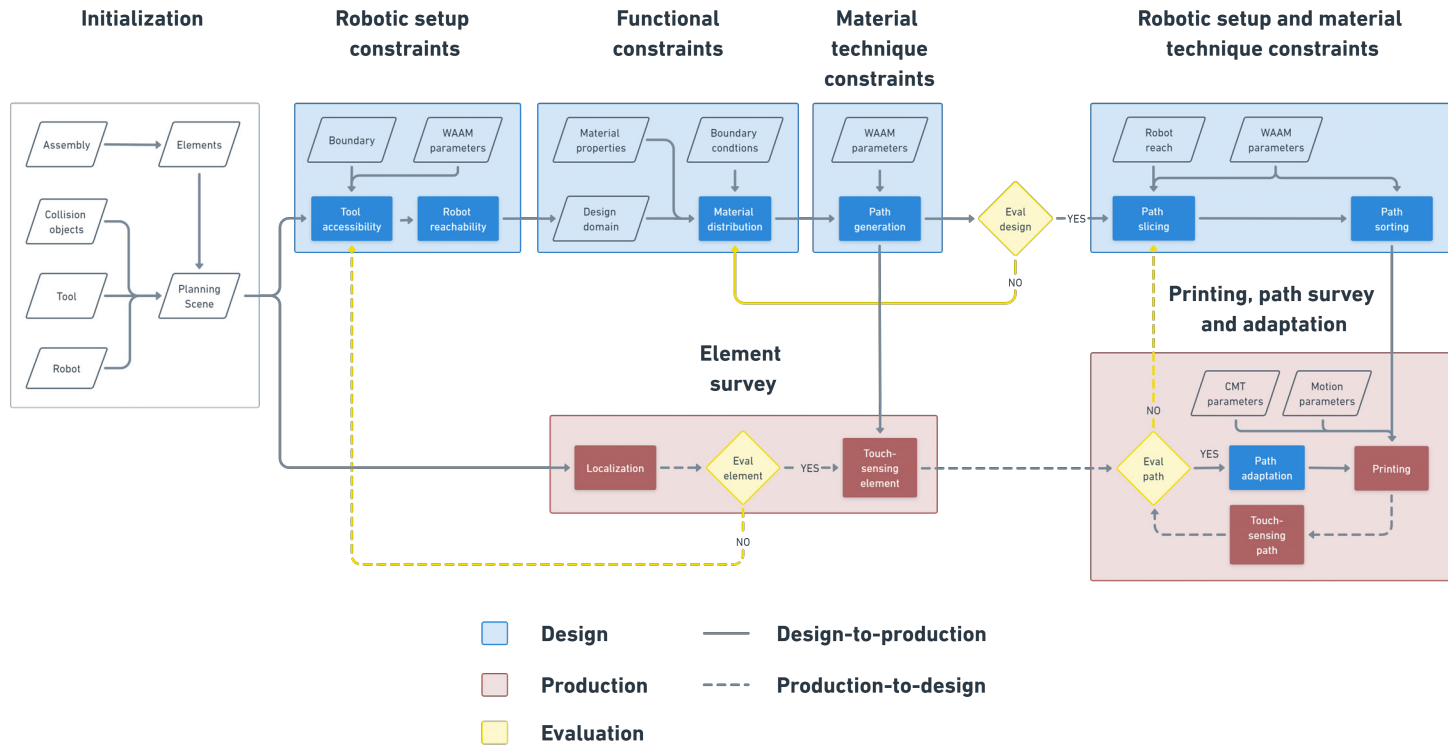 Initialization
Robotic setup
constraints
Functional
constraints
Material
technique
constraints
Robotic setup and material
technique constraints
Assembly
Elements
Collision
objects
Tool
Robot
Planning
Scene
Boundary
WAAM
parameters
Tool
accessibility
Robot
reachability
Material
properties
Boundary
condtions
Design
domain
Material
distribution
WAAM
parameters
Path
generation
Eval
design
YES
NO
Robot
reach
WAAM
parameters
Path
slicing
Path
sorting
Element
survey
Localization
Eval
element
YES
NO
Touch-
sensing
element
Printing, path survey
and adaptation
CMT
parameters
Motion
parameters
NO
Eval
path
YES
Path
adaptation
Printing
Touch-
sensing
path
Design
Design-to-production
Production
Production-to-design
Evaluation